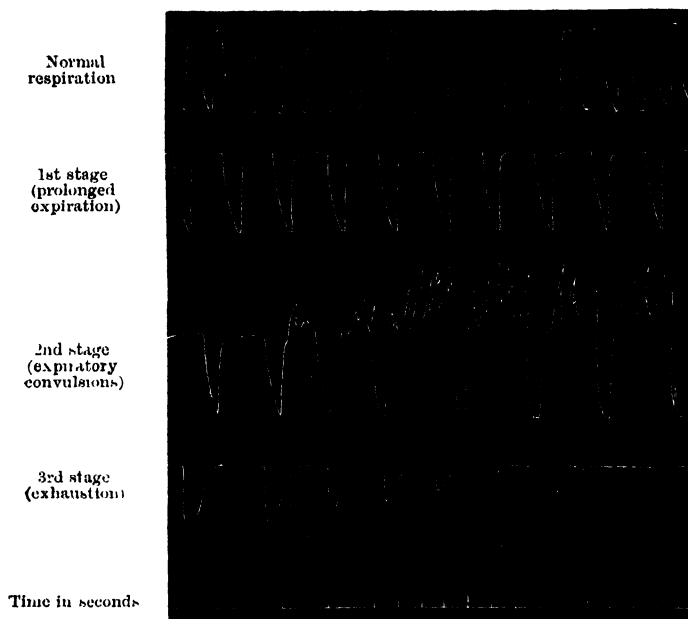 Normal
respiration
1st stage
(prolonged
expiration)
2nd stage
(expiratory
convulsions)
3rd stage
(exhaustion)
Time in seconds